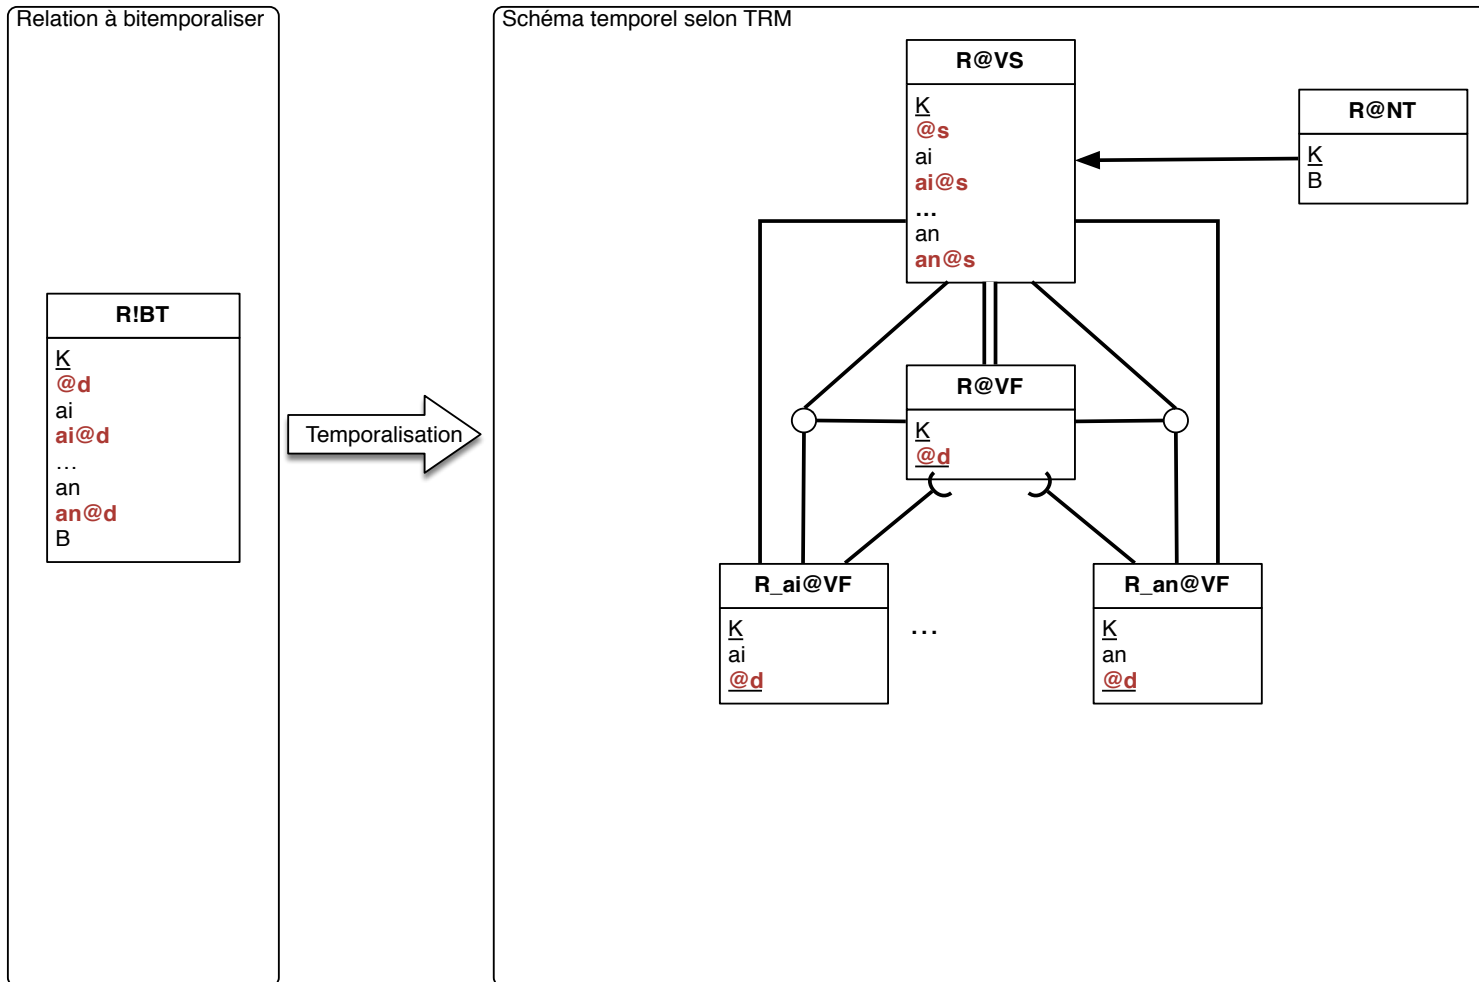 Relation à bitemporaliser
R!BT
K
@d
ai
ai@d
...
an
an@d
B
Temporalisation
Schéma temporel selon TRM
R@VS
K
@s
ai
ai@s
...
an
an@s
R@NT
K
B
R@VF
K
@d
R_ai@VF
K
ai
@d
...
R_an@VF
K
an
@d